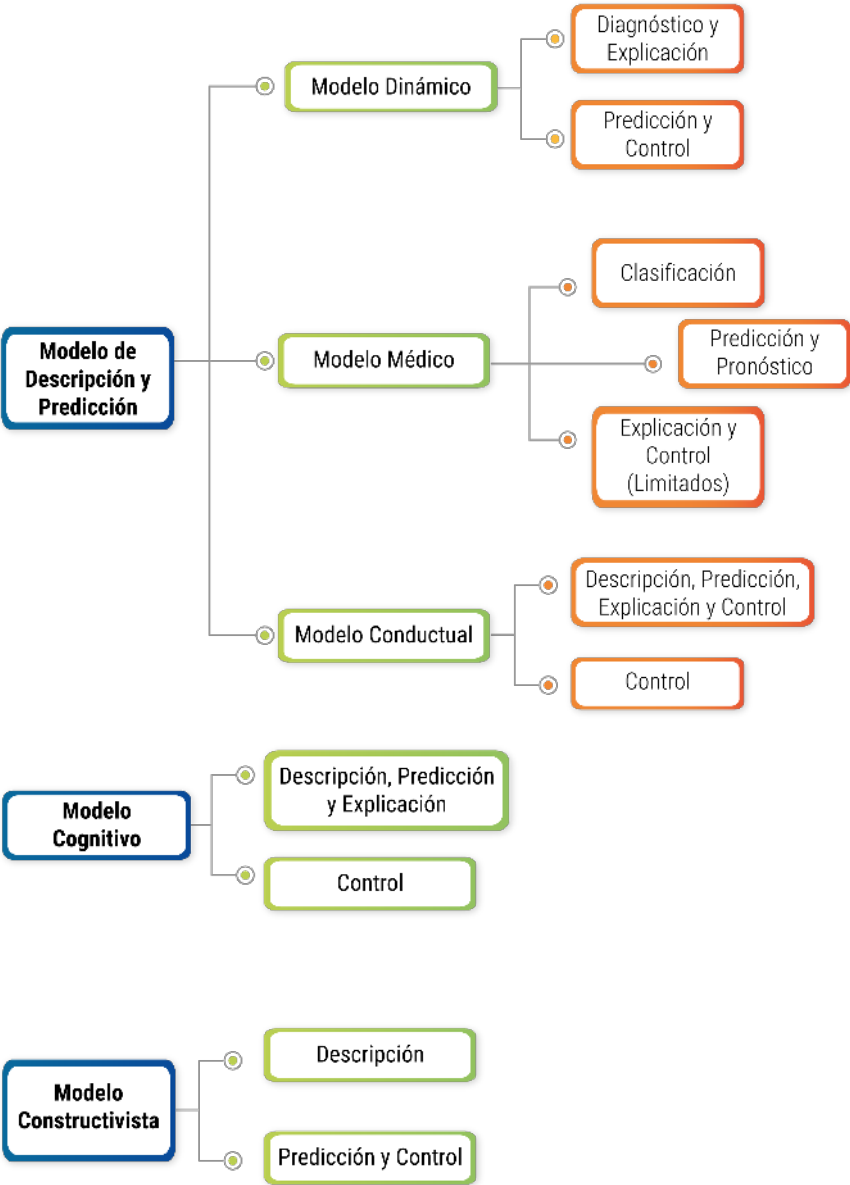 Modelo de
Descripción y
Predicción
Modelo Dinámico
Diagnóstico y
Explicación
Predicción y
Control
Modelo Médico
Clasificación
Predicción y
Pronóstico
Explicación y
Control
(Limitados)
Modelo Conductual
Descripción, Predicción,
Explicación y Control
Control
Modelo
Cognitivo
Descripción, Predicción
y Explicación
Control
Modelo
Constructivista
Descripción
Predicción y Control